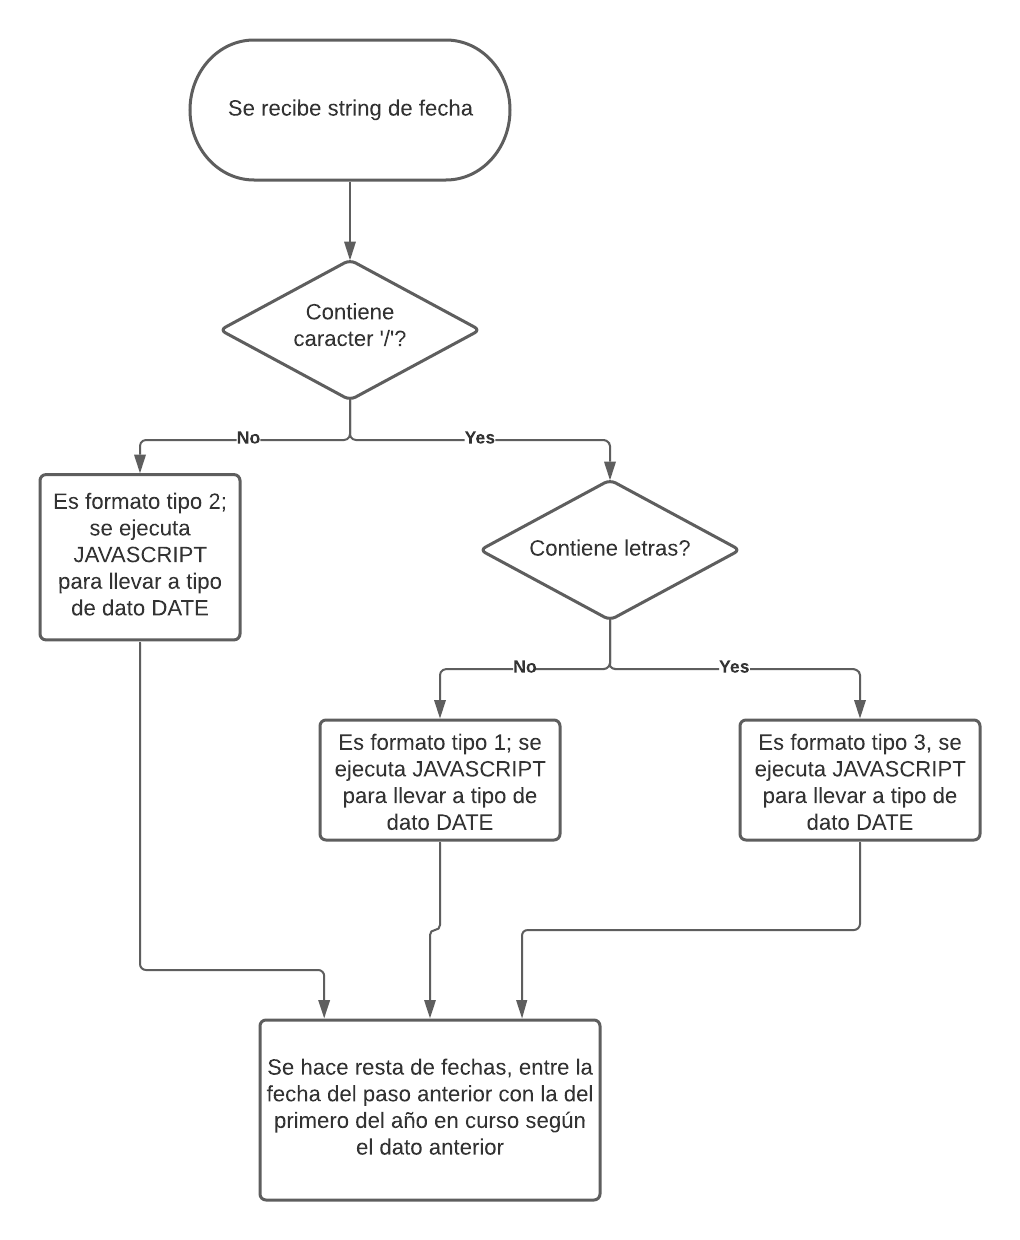 Se recibe string de fecha
Contiene
caracter '/'?
No
Yes
Es formato tipo 2;
se ejecuta
JAVASCRIPT
para llevar a tipo
de dato DATE
Contiene letras?
No
Yes
Es formato tipo 1; se
ejecuta JAVASCRIPT
para llevar a tipo de
dato DATE
Es formato tipo 3, se
ejecuta JAVASCRIPT
para llevar a tipo de
dato DATE
Se hace resta de fechas, entre la
fecha del paso anterior con la del
primero del año en curso según
el dato anterior